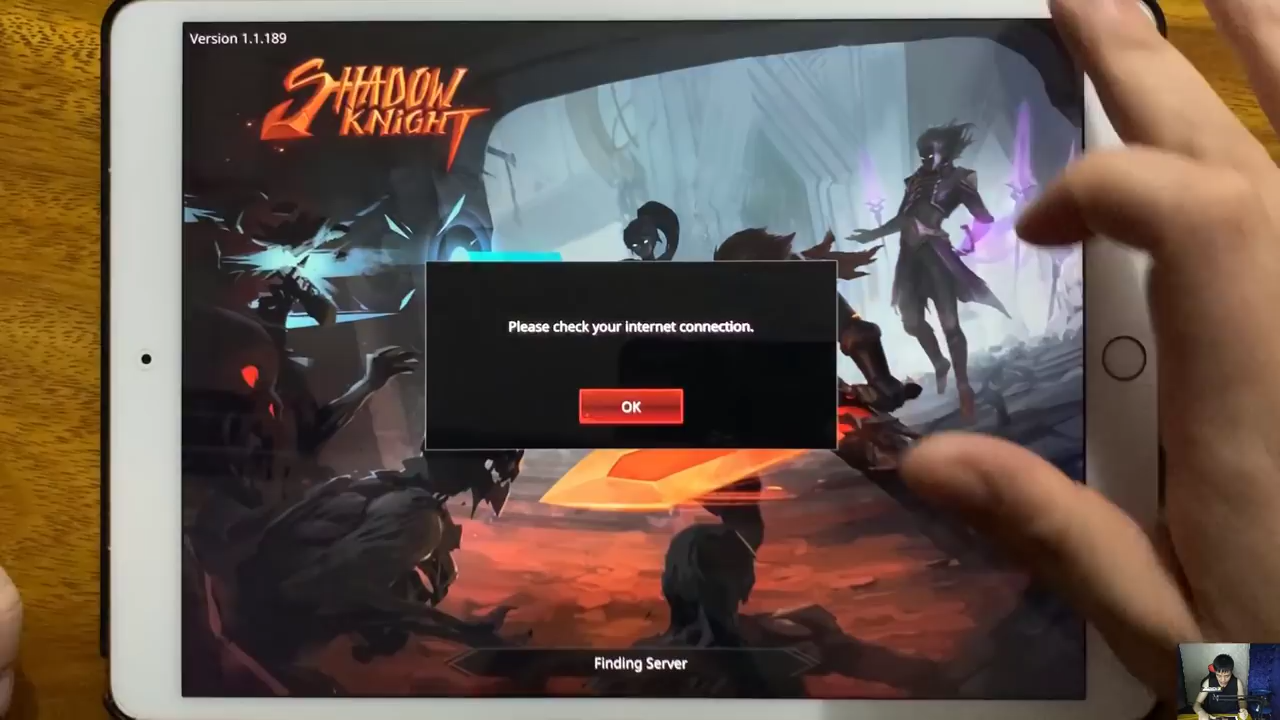 Version 1.1.189
SHADOW
KNIGHT
Please check your internet connection.
OK
Finding Server